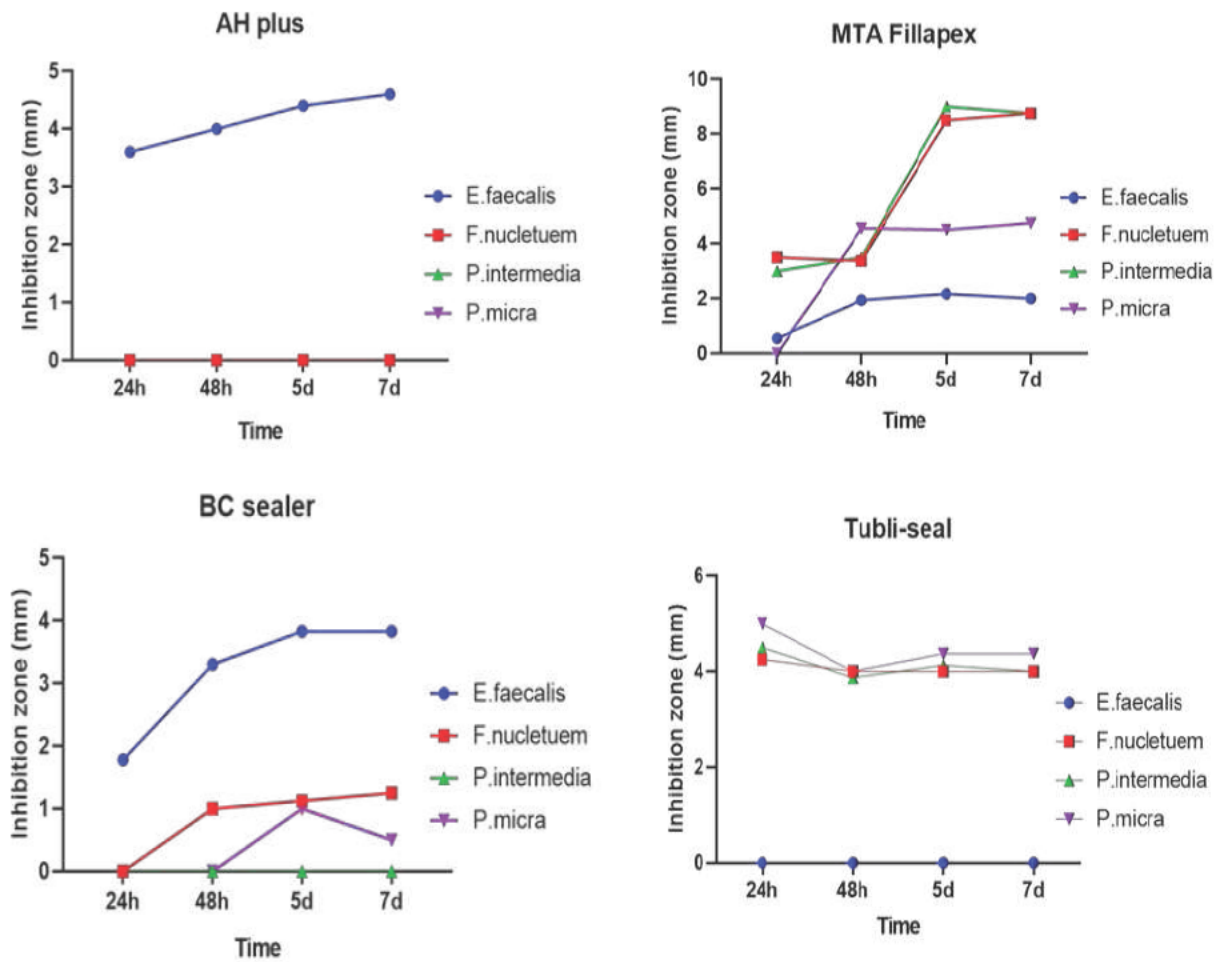 AH plus
Inhibition zone (mm)
5
4
3
2
1
0
24h
48h
5d
7d
Time
E.faecalis
F.nucletuem
P.intermedia
P.micra
MTA Fillapex
Inhibition zone (mm)
10
8
6
4
2
0
24h
48h
5d
7d
Time
E.faecalis
F.nucletuem
P.intermedia
P.micra
BC sealer
Inhibition zone (mm)
5
4
3
2
1
0
24h
48h
5d
7d
Time
E.faecalis
F.nucletuem
P.intermedia
P.micra
Tubli-seal
Inhibition zone (mm)
6
4
2
0
24h
48h
5d
7d
Time
E.faecalis
F.nucletuem
P.intermedia
P.micra